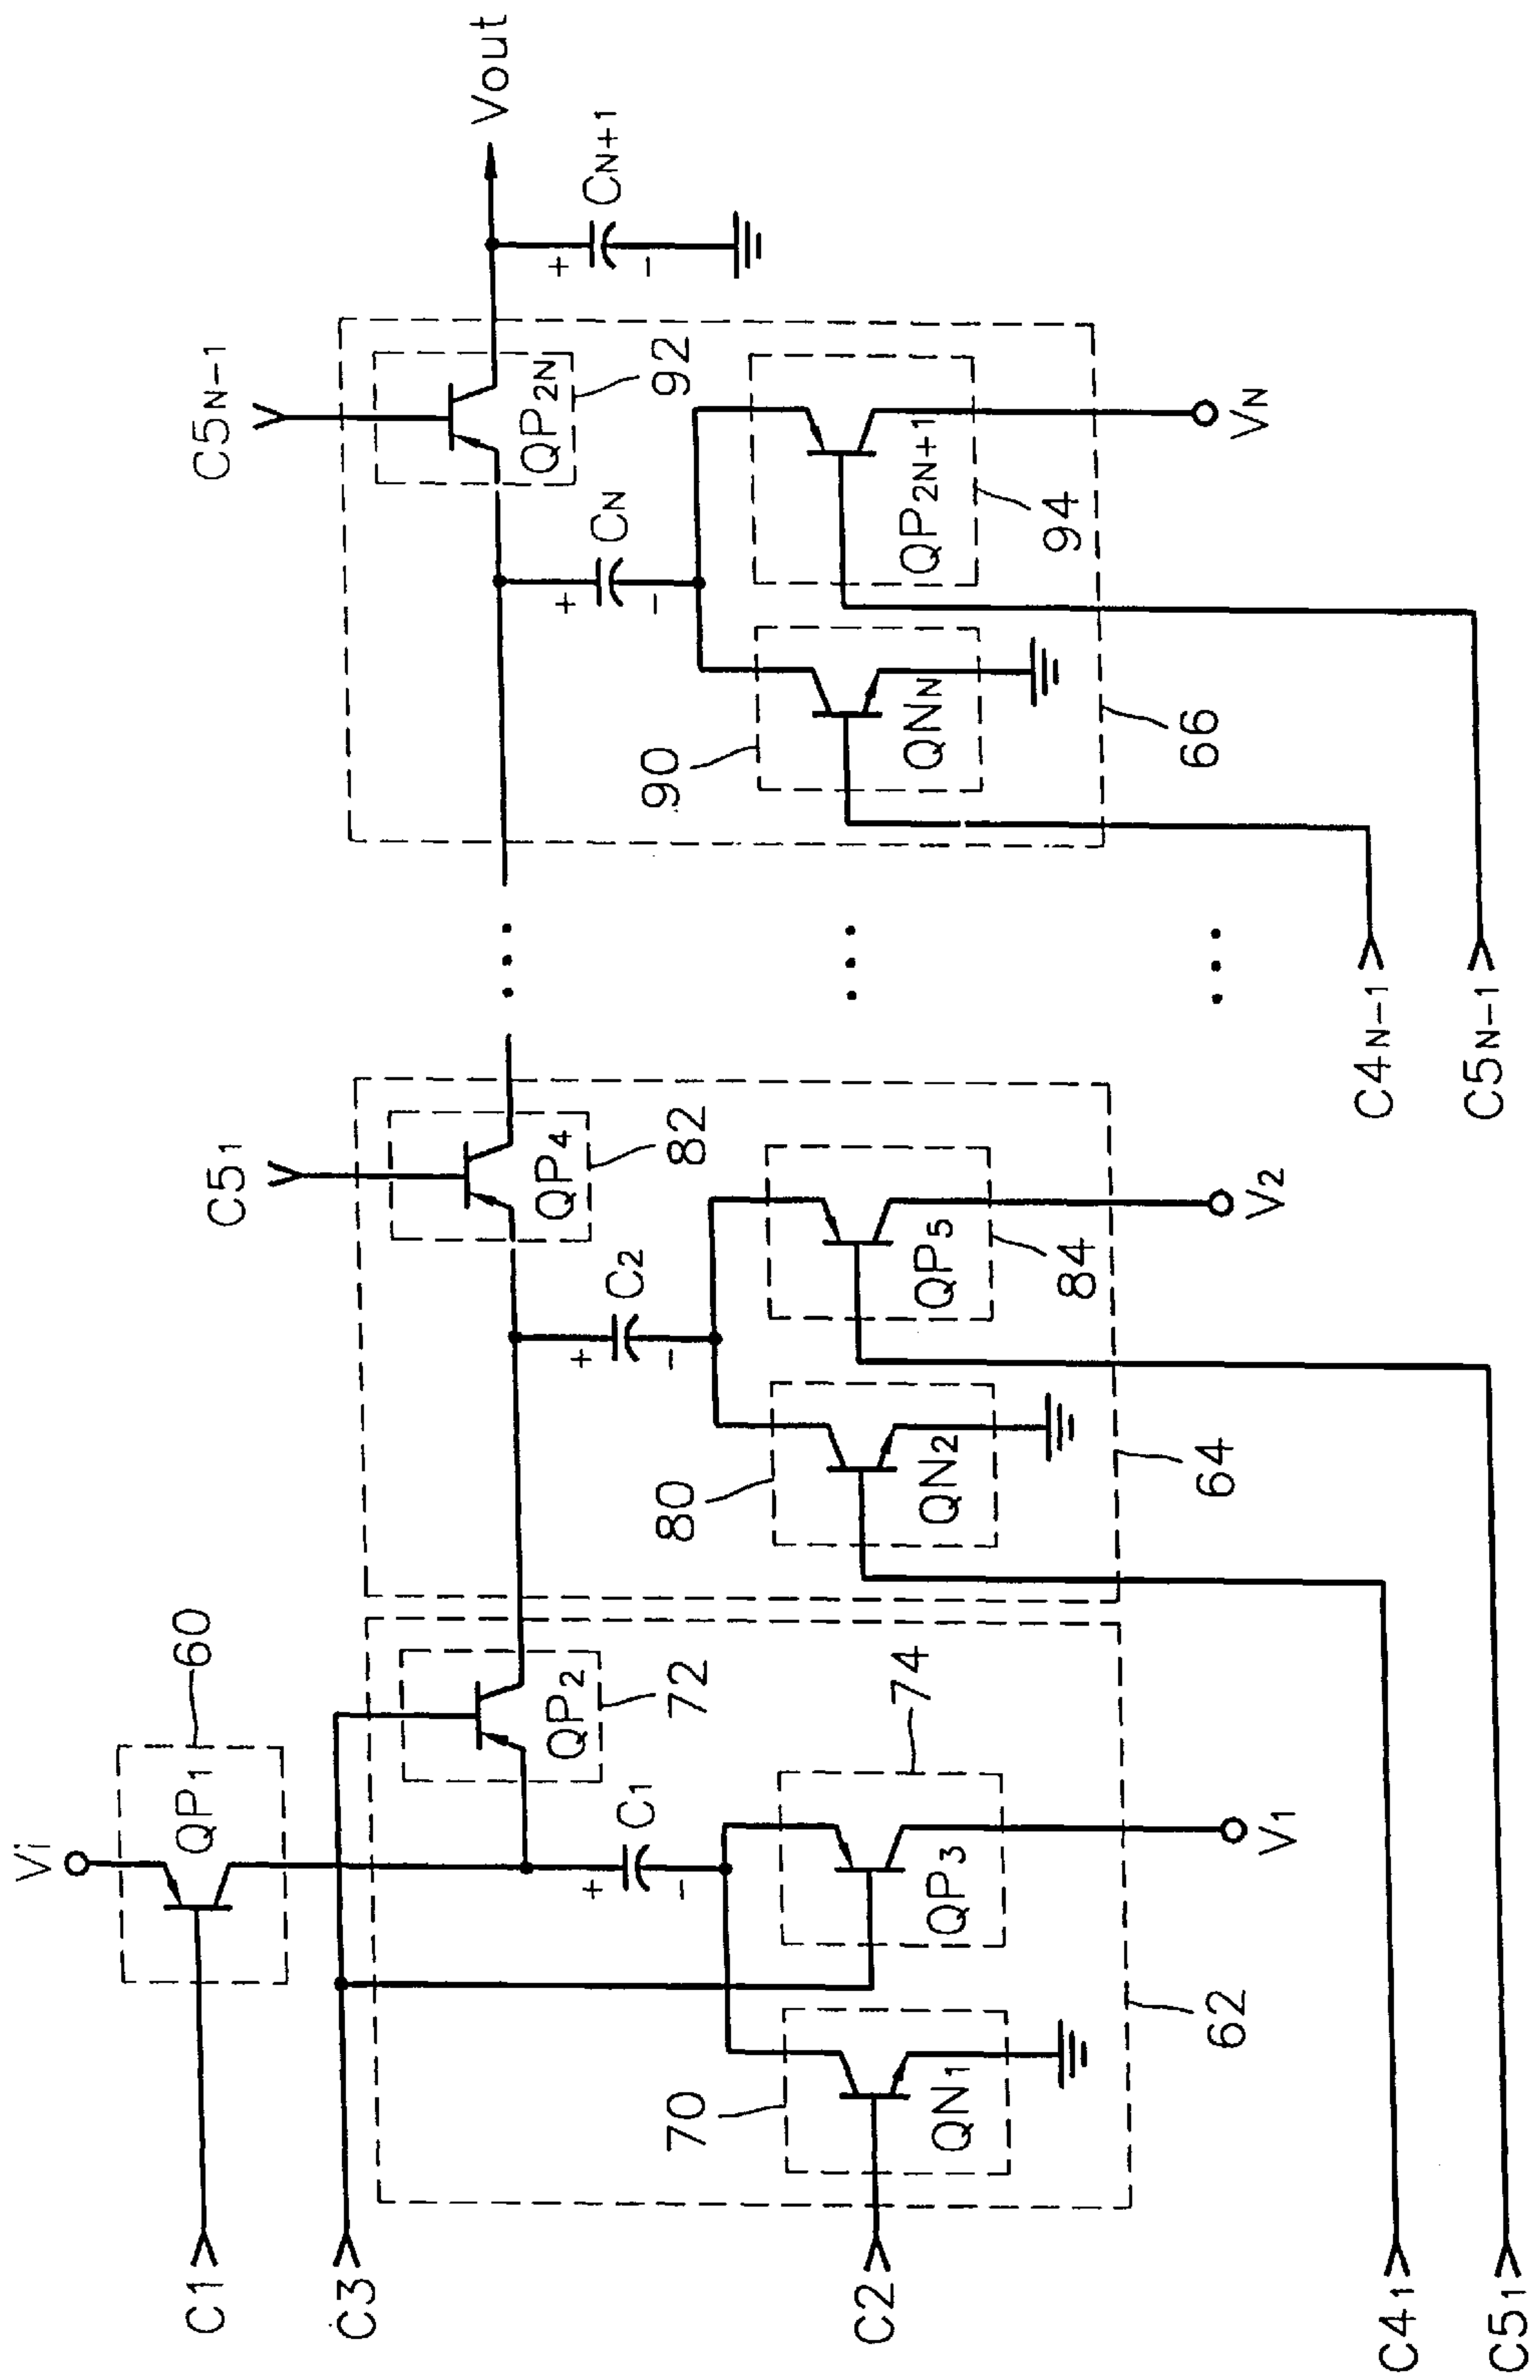 Vi
QP1
60
C1
C3
C2
QP2
72
C1
+
-
QP3
74
V1
QN1
70
62
C51
QP4
82
C2
+
-
QP5
84
V2
QN2
80
64
C41
C51
...
...
...
C5N-1
QP2N
92
CN
+
-
QP2N+1
94
VN
QNN
90
66
C4N-1
C5N-1
Vout
CN+1
+
-